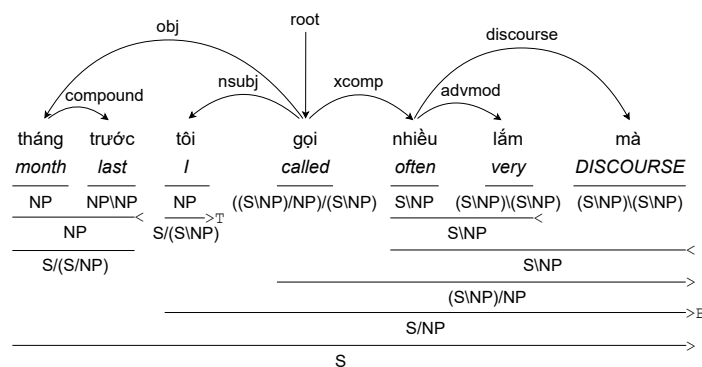 root
obj
discourse
nsubj xcomp
compound advmod
tháng trước tôi gọi nhiều lắm mà
month last I called often very DISCOURSE
NP NP\NP NP ((S\NP)/NP)/(S\NP) S\NP (S\NP)\(S\NP) (S\NP)\(S\NP)
< >T <
NP S/(S\NP) S\NP
<
S/(S/NP) S\NP
>
(S\NP)/NP
>B
S/NP
>
S